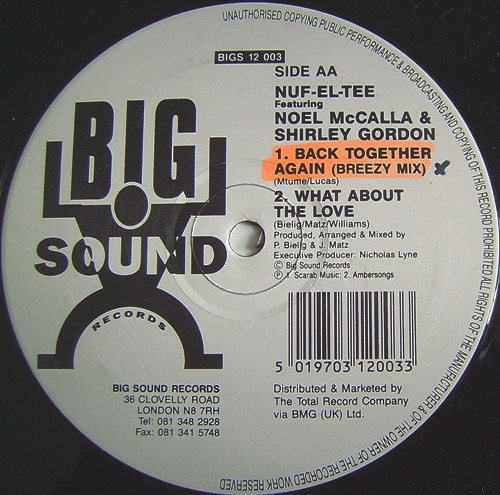 UNAUTHORISED COPYING PUBLIC PERFORMANCE & BROADCASTING AND COPYING OF THIS RECORD PROHIBITED ALL RIGHTS OF THE MANUFACTURER & OF THE OWNER OF THE RECORDED WORK RESERVED
BIGS 12 003
SIDE AA
NUF-EL-TEE
Featuring
NOEL McCALLA &
SHIRLEY GORDON
1. BACK TOGETHER
AGAIN (BREEZY MIX)
(Mtume/Lucas)
2. WHAT ABOUT
THE LOVE
(Bielig/Matz/Williams)
Produced, Arranged & Mixed by
P. Bielig & J. Matz
Executive Producer: Nicholas Lyne
© Big Sound Records
℗ 1. Scarab Music; 2. Ambersongs
5 019703 120033
Distributed & Marketed by
The Total Record Company
via BMG (UK) Ltd.
BIG
SOUND
RECORDS
BIG SOUND RECORDS
36 CLOVELLY ROAD
LONDON N8 7RH
Tel: 081 348 2928
Fax: 081 341 5748